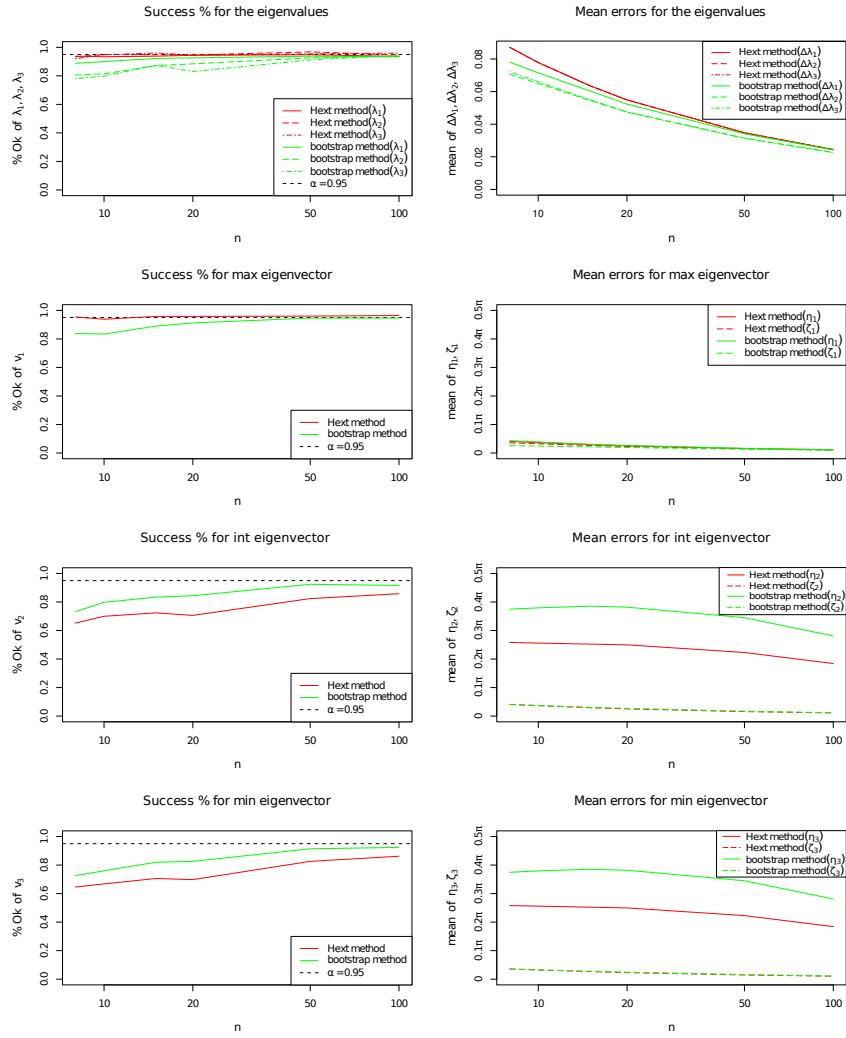 Success % for the eigenvalues
% Ok of λ₁, λ₂, λ₃
0.0 0.2 0.4 0.6 0.8 1.0
Hext method(λ₁)
Hext method(λ₂)
Hext method(λ₃)
bootstrap method(λ₁)
bootstrap method(λ₂)
bootstrap method(λ₃)
α = 0.95
10 20 50 100
n
Mean errors for the eigenvalues
mean of Δλ₁, Δλ₂, Δλ₃
0.00 0.02 0.04 0.06 0.08
Hext method(Δλ₁)
Hext method(Δλ₂)
Hext method(Δλ₃)
bootstrap method(Δλ₁)
bootstrap method(Δλ₂)
bootstrap method(Δλ₃)
10 20 50 100
n
Success % for max eigenvector
% Ok of v₁
0.0 0.2 0.4 0.6 0.8 1.0
Hext method
bootstrap method
α = 0.95
10 20 50 100
n
Mean errors for max eigenvector
mean of η₁, ζ₁
0 0.1π 0.2π 0.3π 0.4π 0.5π
Hext method(η₁)
Hext method(ζ₁)
bootstrap method(η₁)
bootstrap method(ζ₁)
10 20 50 100
n
Success % for int eigenvector
% Ok of v₂
0.0 0.2 0.4 0.6 0.8 1.0
Hext method
bootstrap method
α = 0.95
10 20 50 100
n
Mean errors for int eigenvector
mean of η₂, ζ₂
0 0.1π 0.2π 0.3π 0.4π 0.5π
Hext method(η₂)
Hext method(ζ₂)
bootstrap method(η₂)
bootstrap method(ζ₂)
10 20 50 100
n
Success % for min eigenvector
% Ok of v₃
0.0 0.2 0.4 0.6 0.8 1.0
Hext method
bootstrap method
α = 0.95
10 20 50 100
n
Mean errors for min eigenvector
mean of η₃, ζ₃
0 0.1π 0.2π 0.3π 0.4π 0.5π
Hext method(η₃)
Hext method(ζ₃)
bootstrap method(η₃)
bootstrap method(ζ₃)
10 20 50 100
n